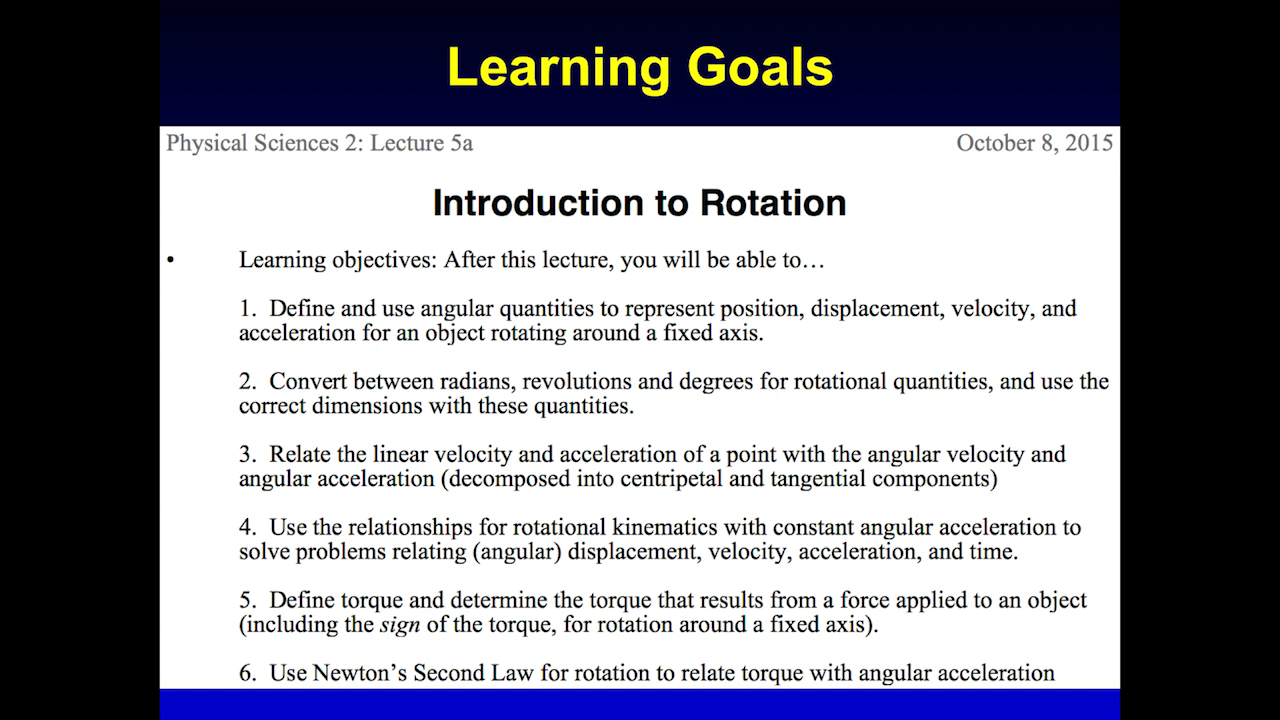 Learning Goals
Physical Sciences 2: Lecture 5a
October 8, 2015
Introduction to Rotation
• Learning objectives: After this lecture, you will be able to…
1. Define and use angular quantities to represent position, displacement, velocity, and
acceleration for an object rotating around a fixed axis.
2. Convert between radians, revolutions and degrees for rotational quantities, and use the
correct dimensions with these quantities.
3. Relate the linear velocity and acceleration of a point with the angular velocity and
angular acceleration (decomposed into centripetal and tangential components)
4. Use the relationships for rotational kinematics with constant angular acceleration to
solve problems relating (angular) displacement, velocity, acceleration, and time.
5. Define torque and determine the torque that results from a force applied to an object
(including the sign of the torque, for rotation around a fixed axis).
6. Use Newton’s Second Law for rotation to relate torque with angular acceleration